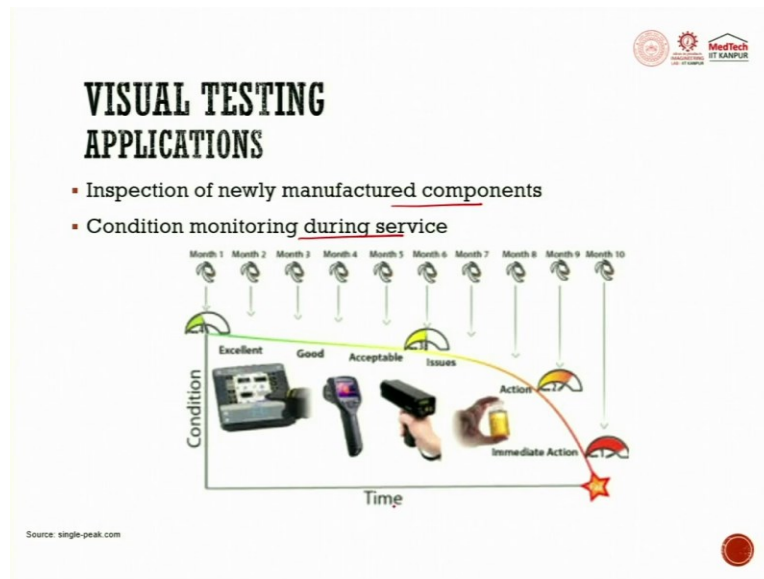 MedTech
IIT KANPUR
VISUAL TESTING
APPLICATIONS
Inspection of newly manufactured components
Condition monitoring during service
Month 1 Month 2 Month 3 Month 4 Month 5 Month 6 Month 7 Month 8 Month 9 Month 10
Excellent Good Acceptable Issues
Action
Immediate Action
Condition
Time
Source: single-peak.com